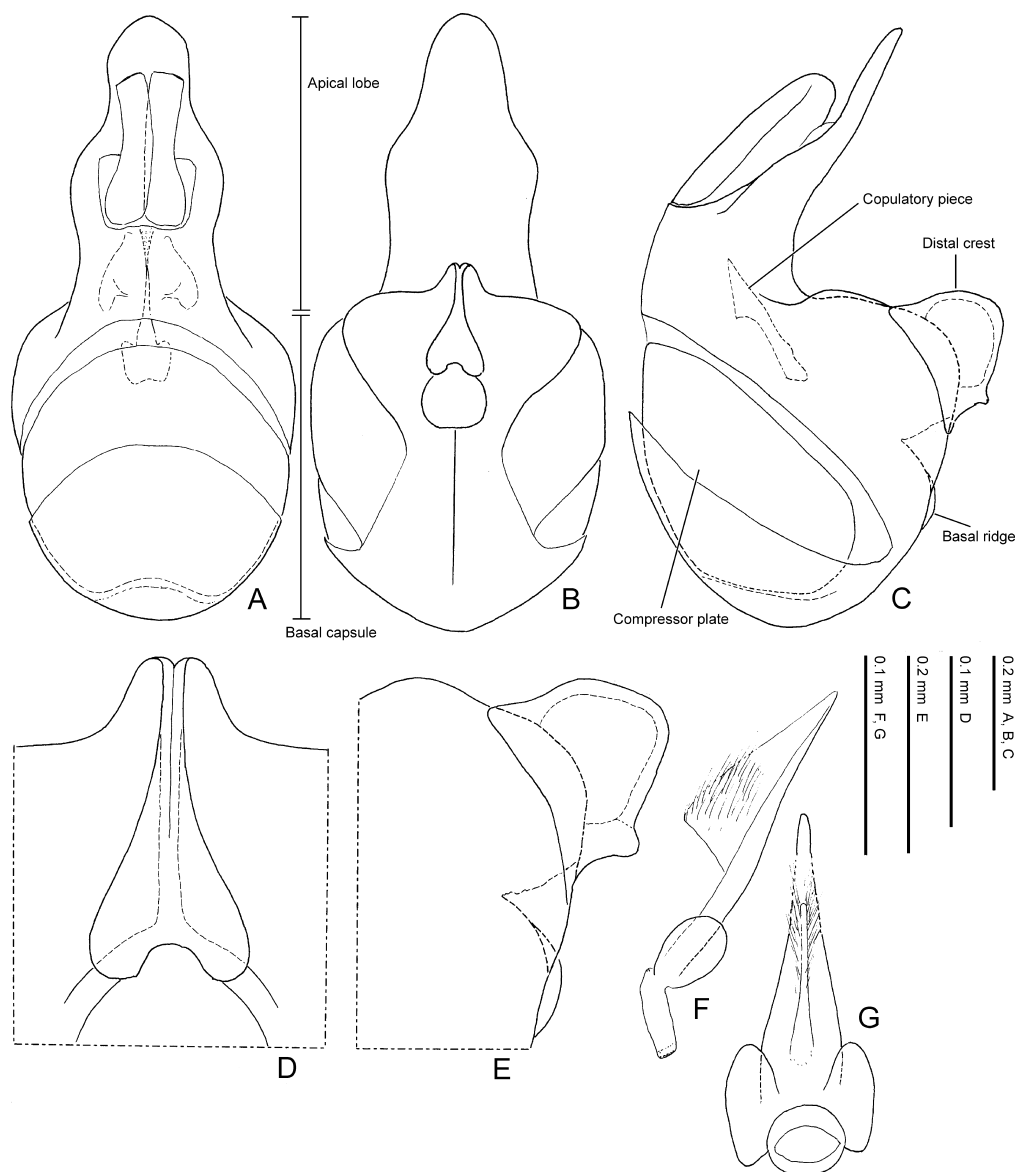 Apical lobe
Copulatory piece
Distal crest
A
B
C
Basal ridge
Basal capsule
Compressor plate
0.1 mm F, G
0.2 mm E
0.1 mm D
0.2 mm A, B, C
D
E
F
G